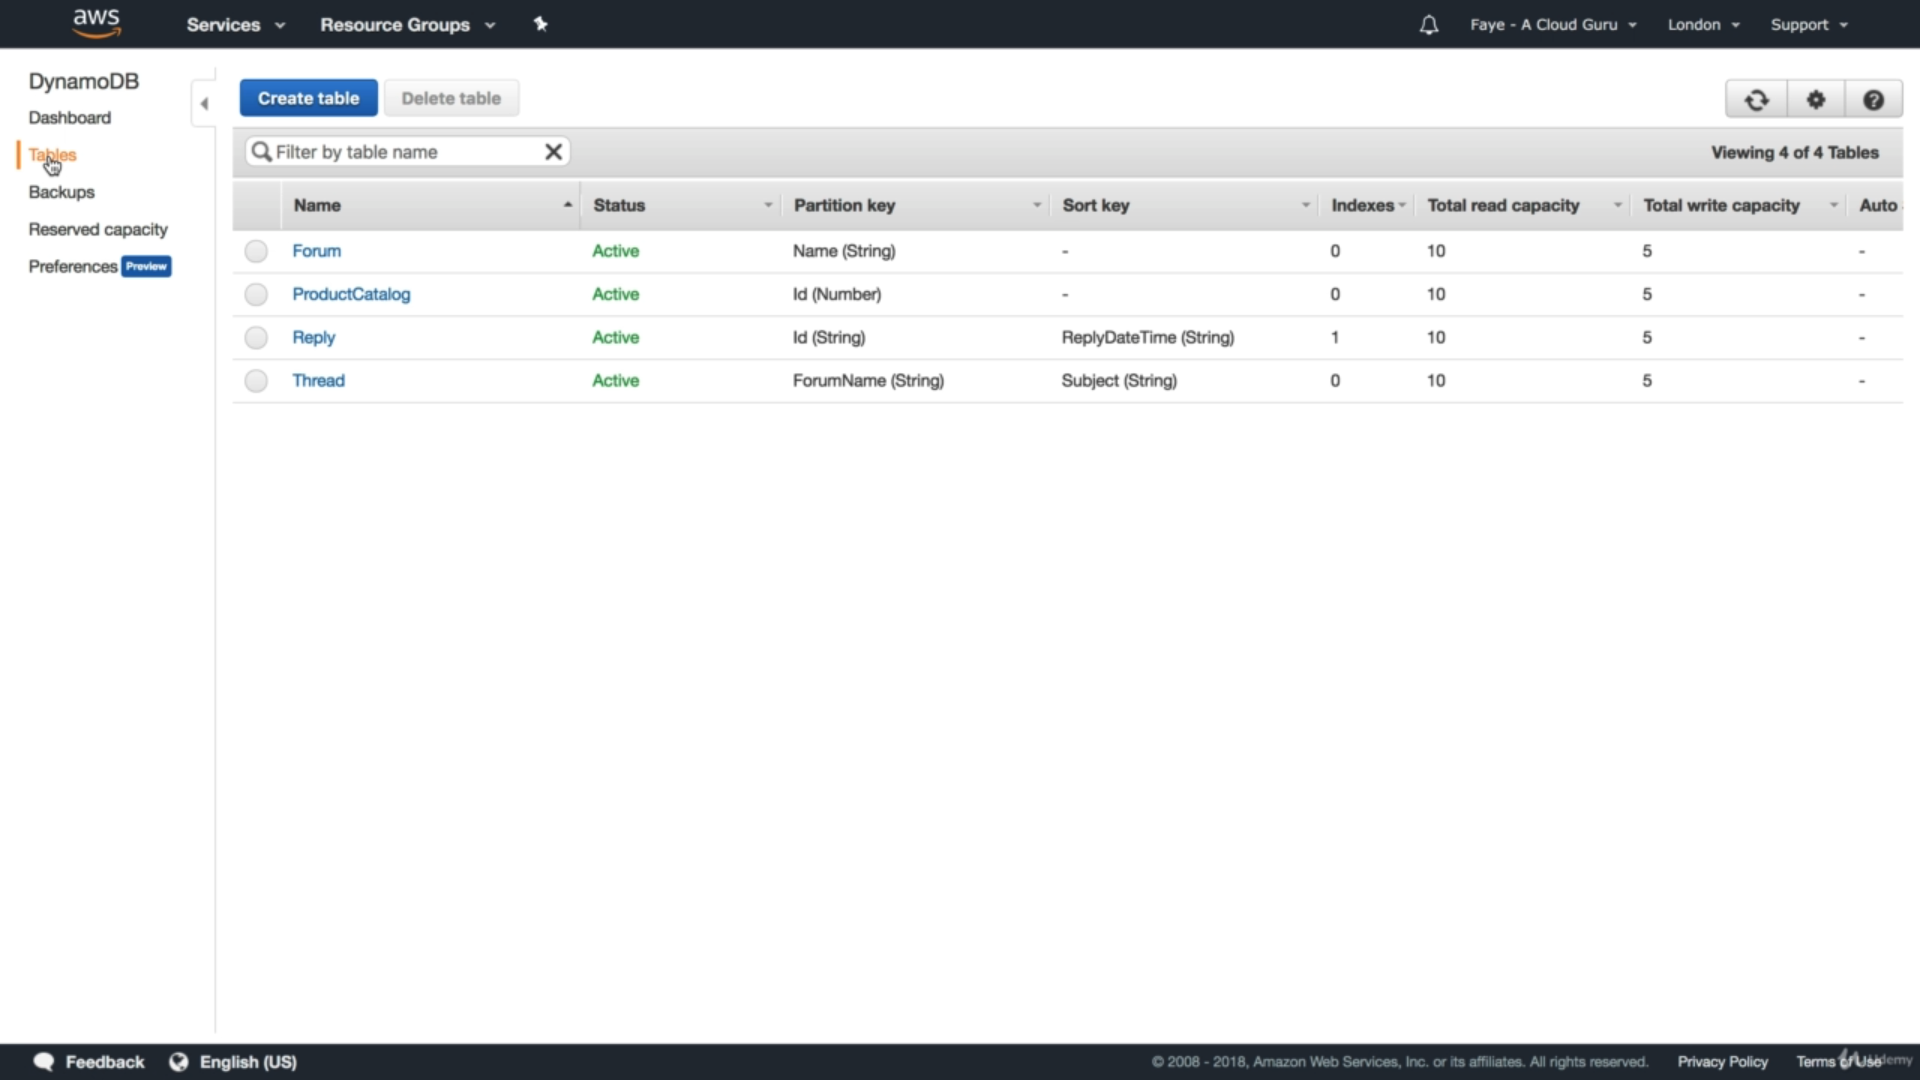 aws Services Resource Groups Faye - A Cloud Guru London Support
DynamoDB
Dashboard
Tables
Backups
Reserved capacity
Preferences Preview
Create table Delete table
Filter by table name Viewing 4 of 4 Tables
Name Status Partition key Sort key Indexes Total read capacity Total write capacity Auto
Forum Active Name (String) - 0 10 5 -
ProductCatalog Active Id (Number) - 0 10 5 -
Reply Active Id (String) ReplyDateTime (String) 1 10 5 -
Thread Active ForumName (String) Subject (String) 0 10 5 -
Feedback English (US) © 2008 - 2018, Amazon Web Services, Inc. or its affiliates. All rights reserved. Privacy Policy Terms of Use